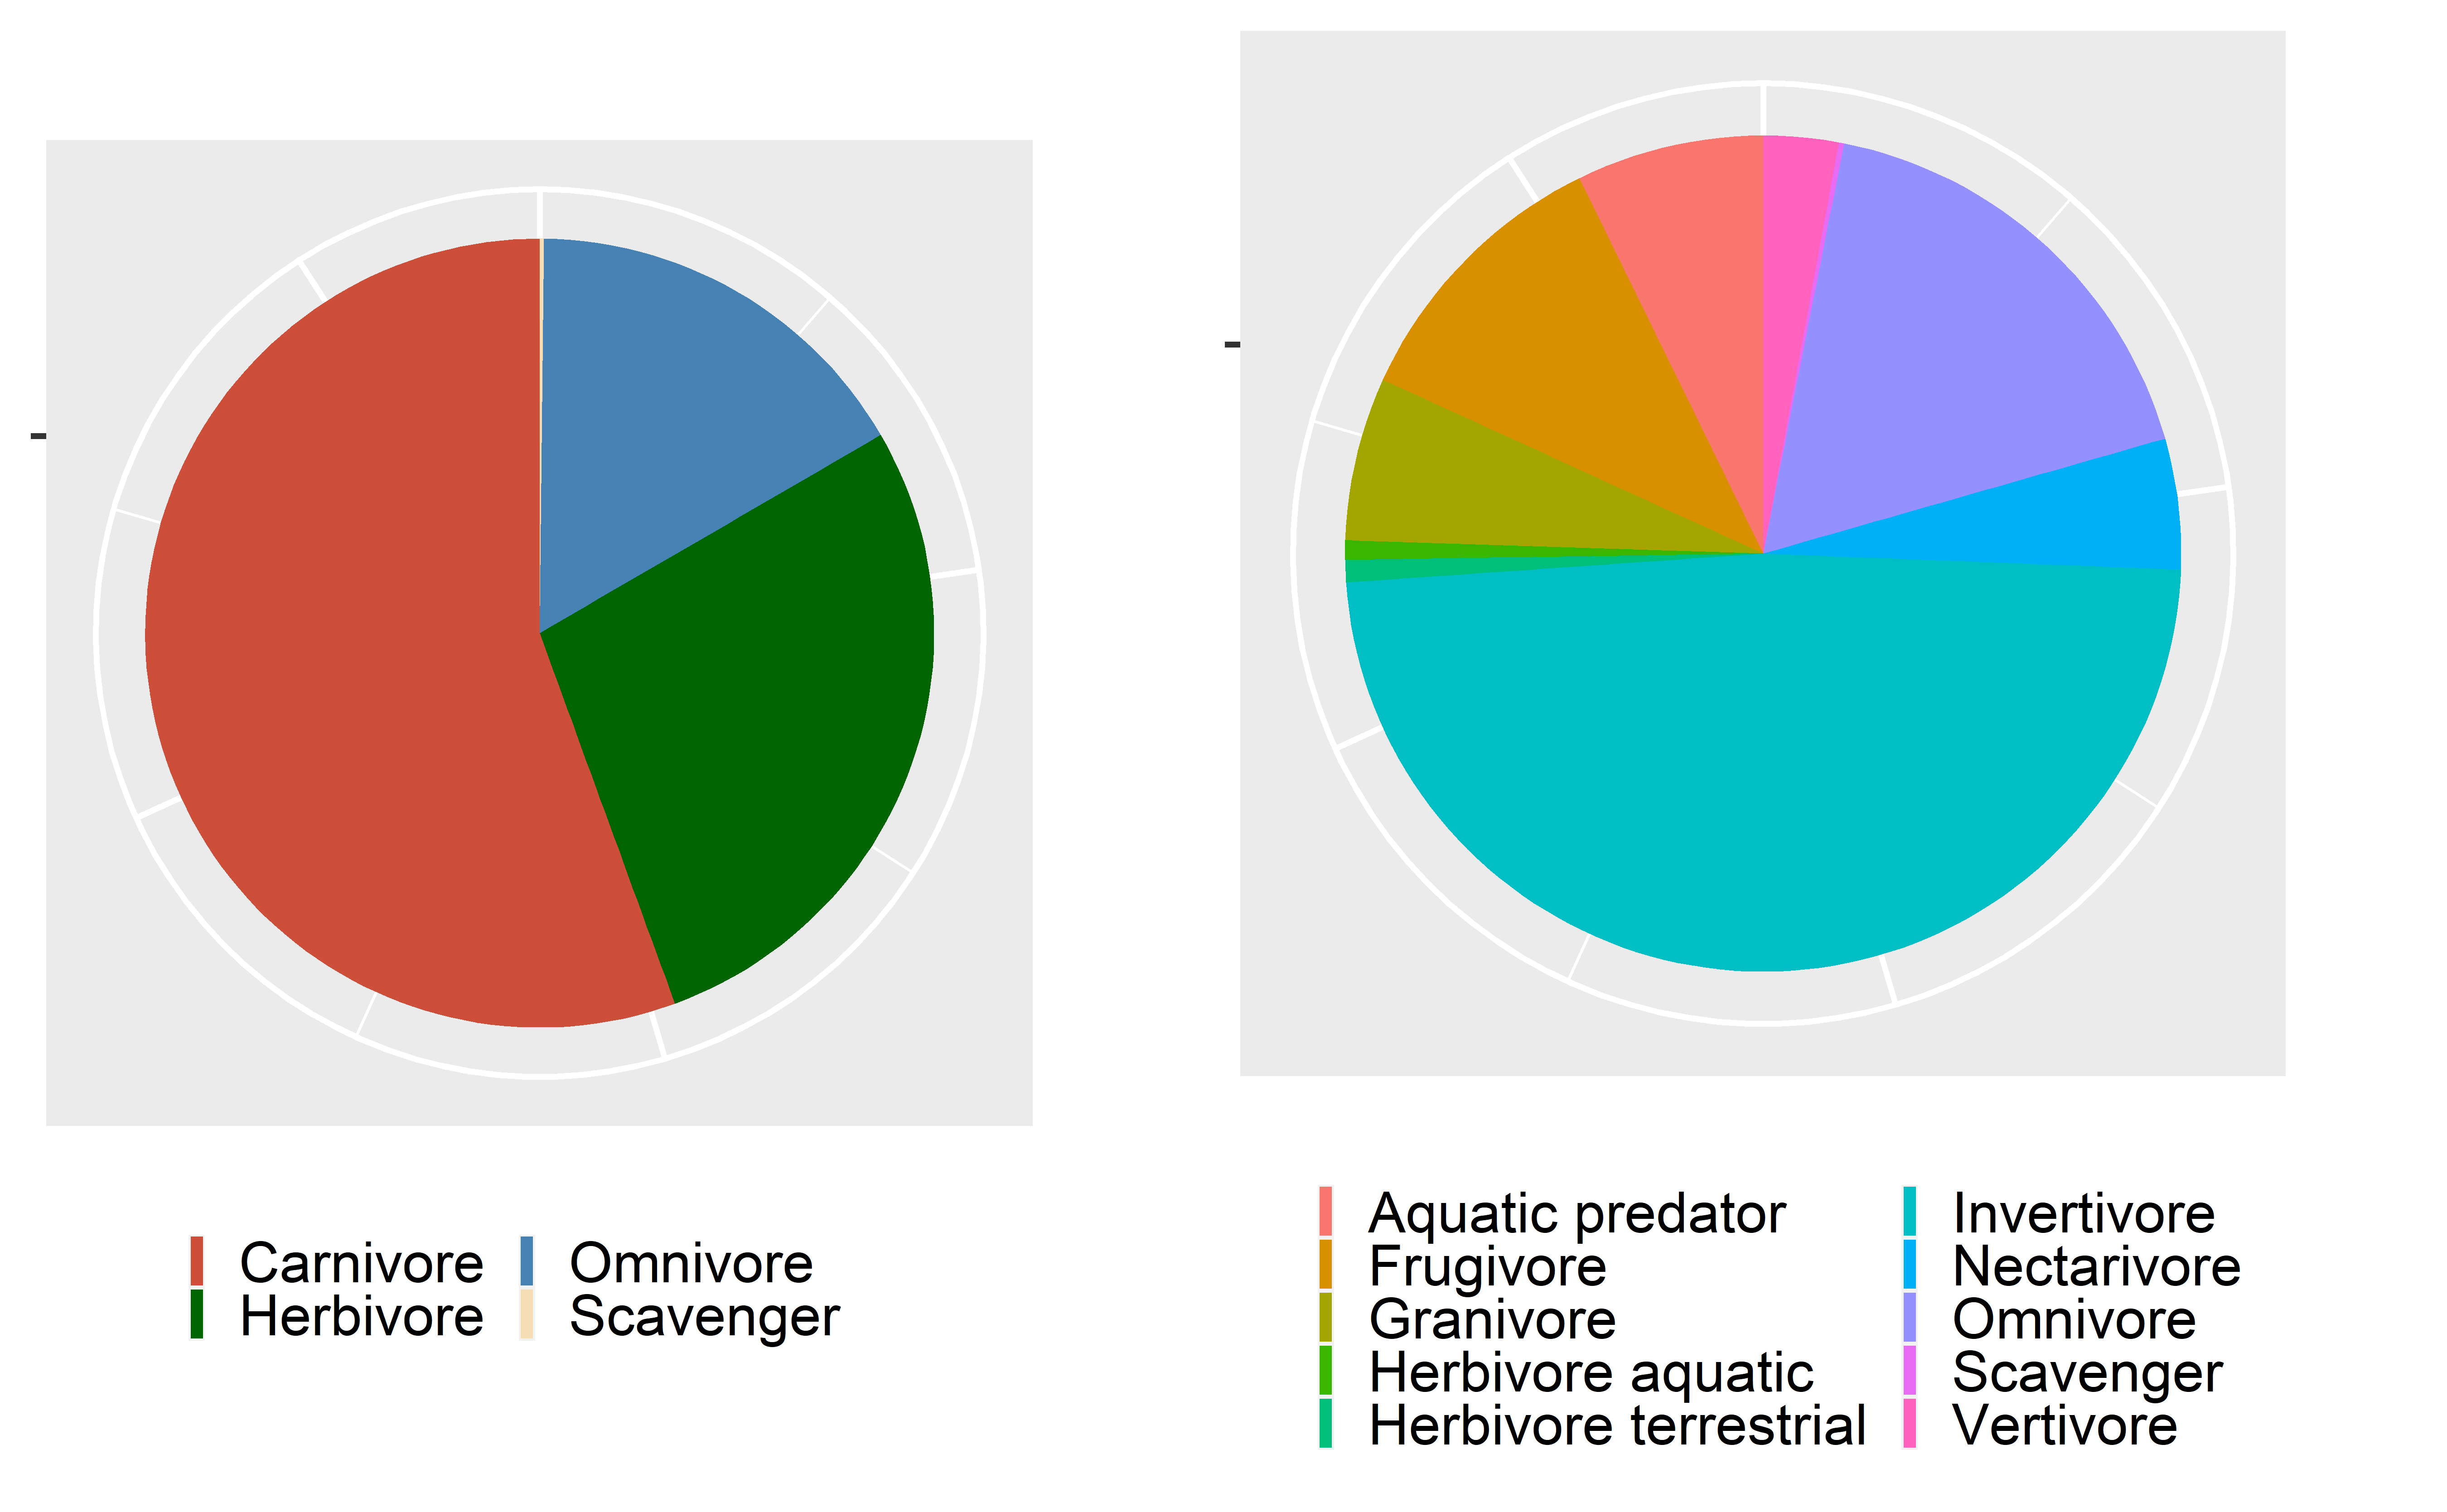 Carnivore
Herbivore
Omnivore
Scavenger
Aquatic predator
Frugivore
Granivore
Herbivore aquatic
Herbivore terrestrial
Invertivore
Nectarivore
Omnivore
Scavenger
Vertivore